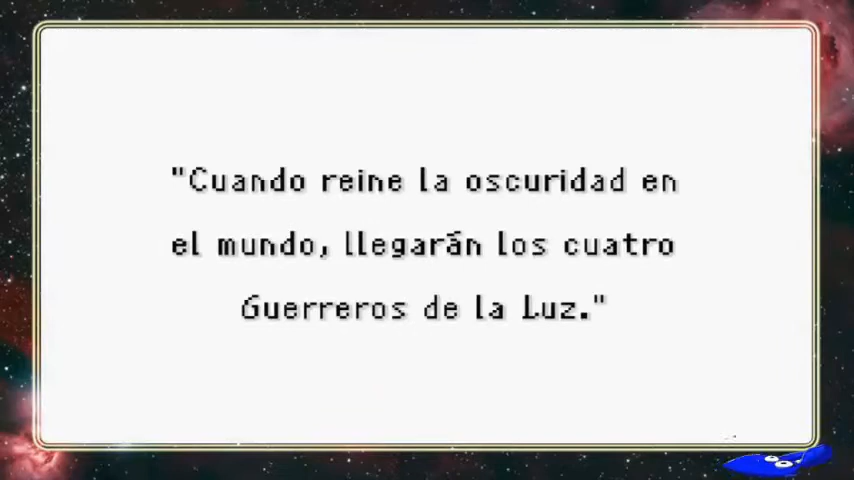 "Cuando reine la oscuridad en
el mundo, llegarán los cuatro
Guerreros de la Luz."